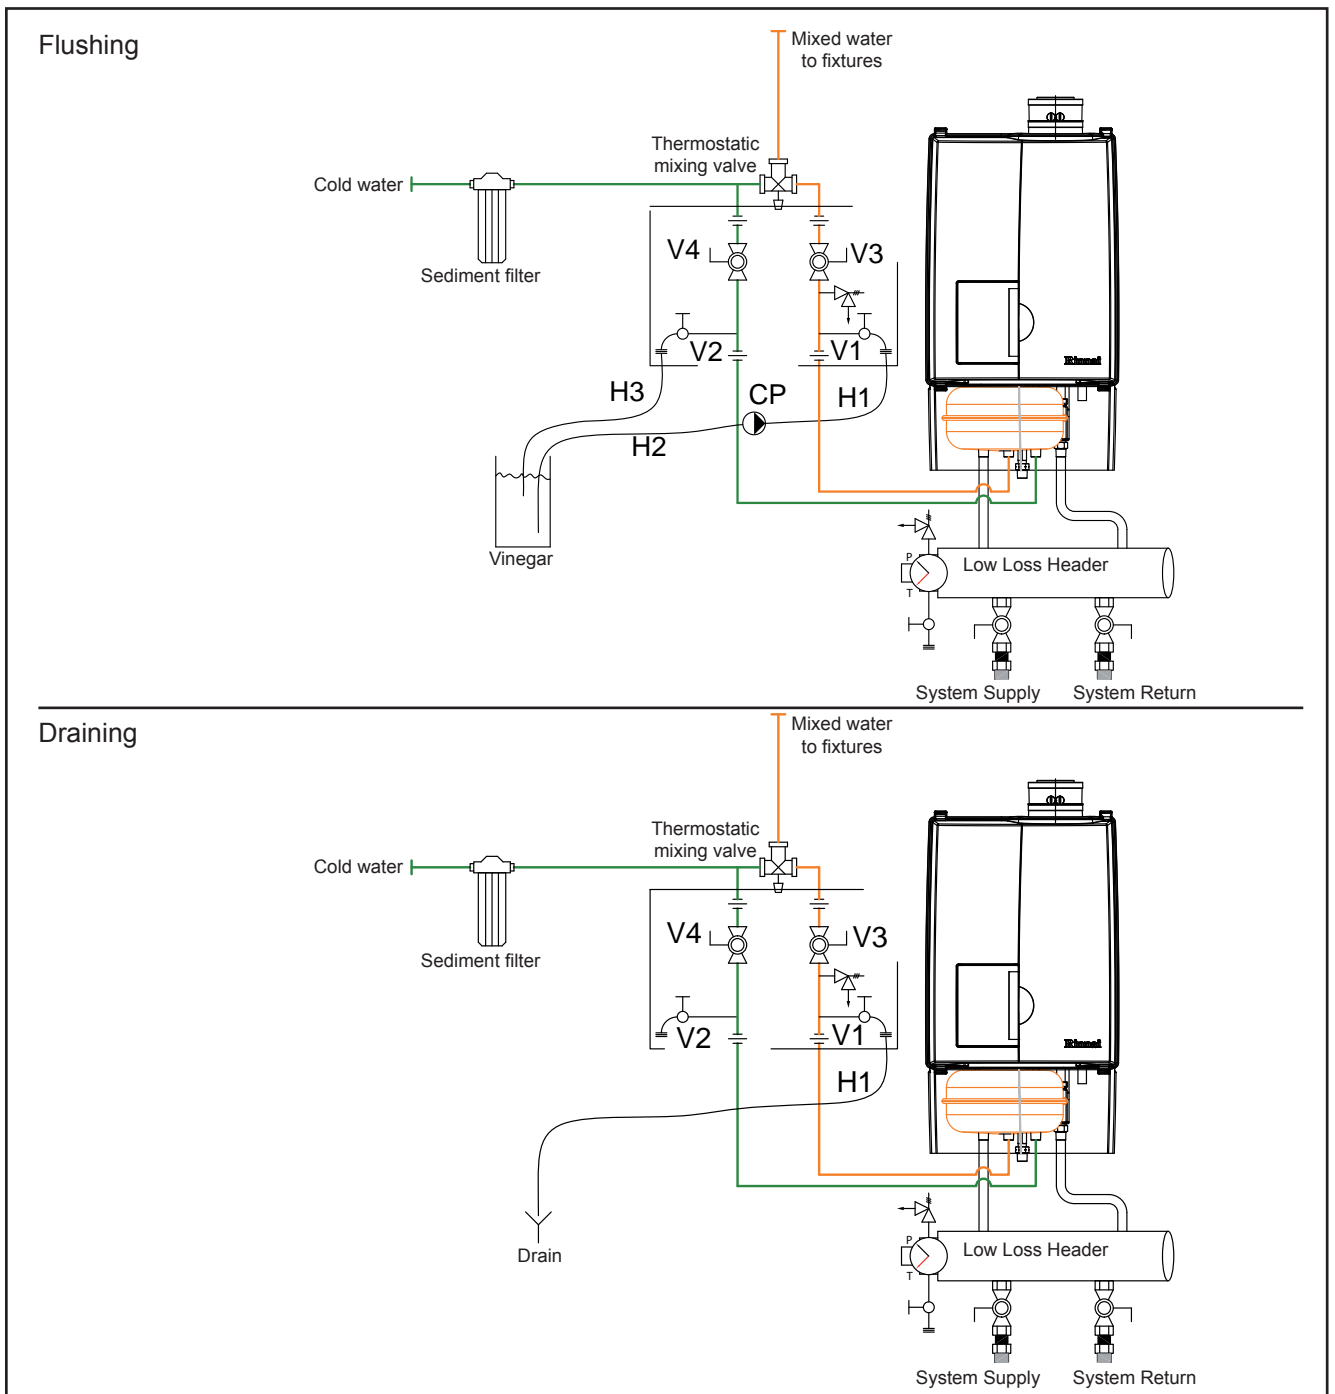 Flushing
Mixed water
to fixtures
Thermostatic
mixing valve
Cold water
Sediment filter
V4
V3
V2
V1
H3
CP
H1
H2
Vinegar
Rinnai
P
T
Low Loss Header
System Supply
System Return
Draining
Mixed water
to fixtures
Thermostatic
mixing valve
Cold water
Sediment filter
V4
V3
V2
V1
H1
Drain
Rinnai
P
T
Low Loss Header
System Supply
System Return